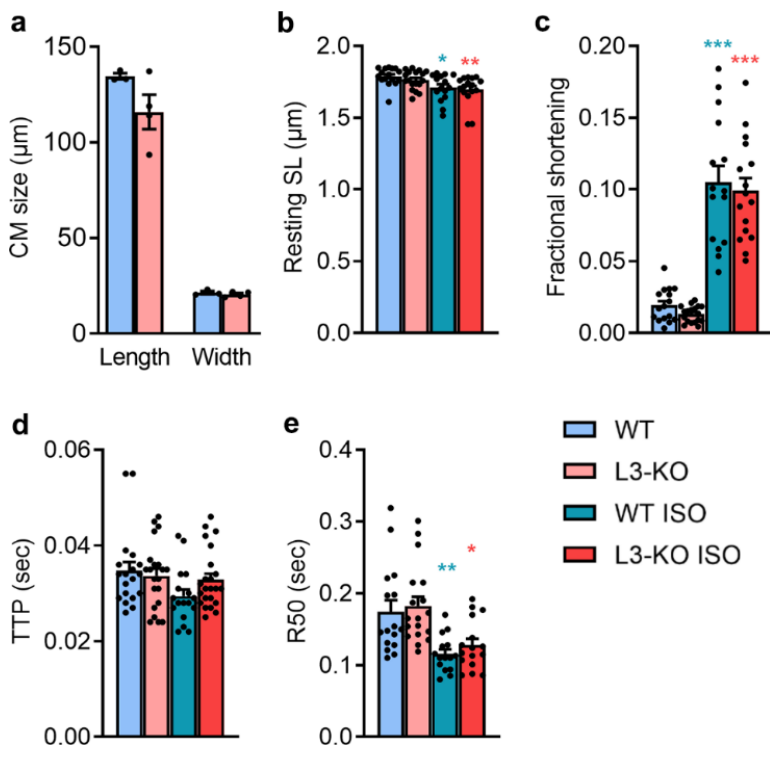 a
CM size (μm)
150
100
50
0
Length Width
b
Resting SL (μm)
2.0
1.5
1.0
0.5
0.0
*
**
c
Fractional shortening
0.20
0.15
0.10
0.05
0.00
***
***
d
TTP (sec)
0.06
0.04
0.02
0.00
e
R50 (sec)
0.4
0.3
0.2
0.1
0.0
**
*
WT
L3-KO
WT ISO
L3-KO ISO